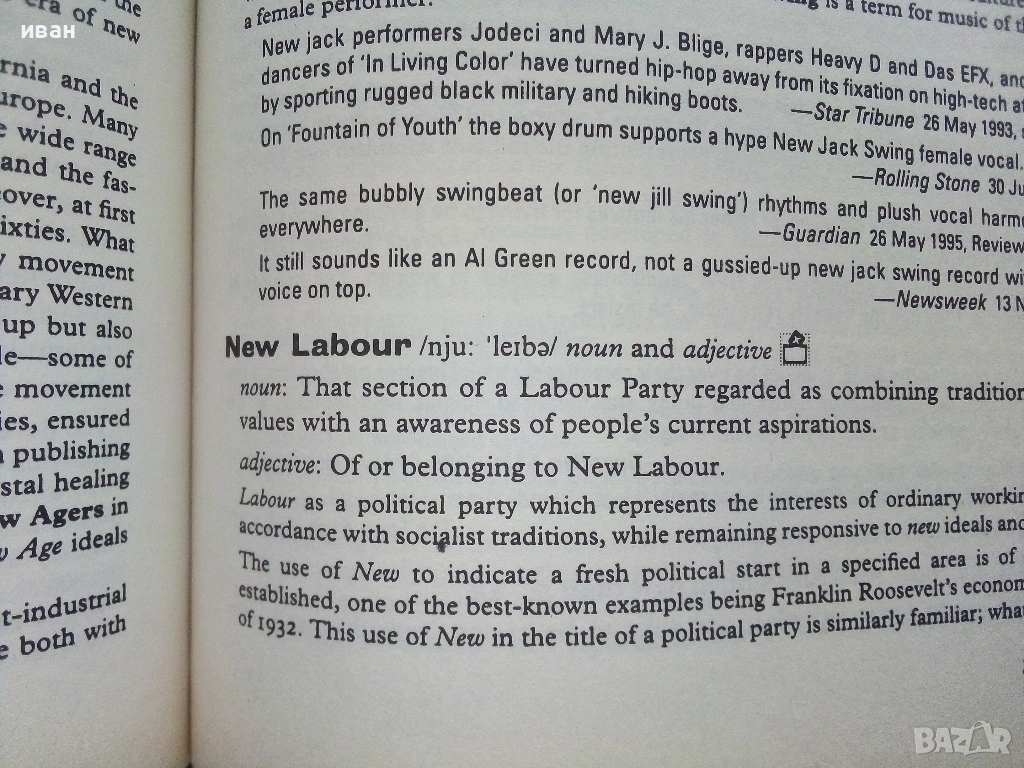 иван
the
era of new
rnia and the
urope. Many
e wide range
and the fas-
over, at first
ixties. What
y movement
ary Western
up but also
le—some of
e movement
ies, ensured
publishing
stal healing
w Agers in
Age ideals
t-industrial
e both with
a female performer.
is a term for music of th
New jack performers Jodeci and Mary J. Blige, rappers Heavy D and Das EFX, and
dancers of 'In Living Color' have turned hip-hop away from its fixation on high-tech at
by sporting rugged black military and hiking boots. —Star Tribune 26 May 1993,
On 'Fountain of Youth' the boxy drum supports a hype New Jack Swing female vocal.
—Rolling Stone 30 Ju
The same bubbly swingbeat (or 'new jill swing') rhythms and plush vocal harmo
everywhere. —Guardian 26 May 1995, Review
It still sounds like an Al Green record, not a gussied-up new jack swing record wi
voice on top. —Newsweek 13 N
New Labour /nju: ˈleɪbə/ noun and adjective
noun: That section of a Labour Party regarded as combining tradition
values with an awareness of people's current aspirations.
adjective: Of or belonging to New Labour.
Labour as a political party which represents the interests of ordinary workin
accordance with socialist traditions, while remaining responsive to new ideals and
The use of New to indicate a fresh political start in a specified area is of
established, one of the best-known examples being Franklin Roosevelt's econom
of 1932. This use of New in the title of a political party is similarly familiar; what
BAZAR